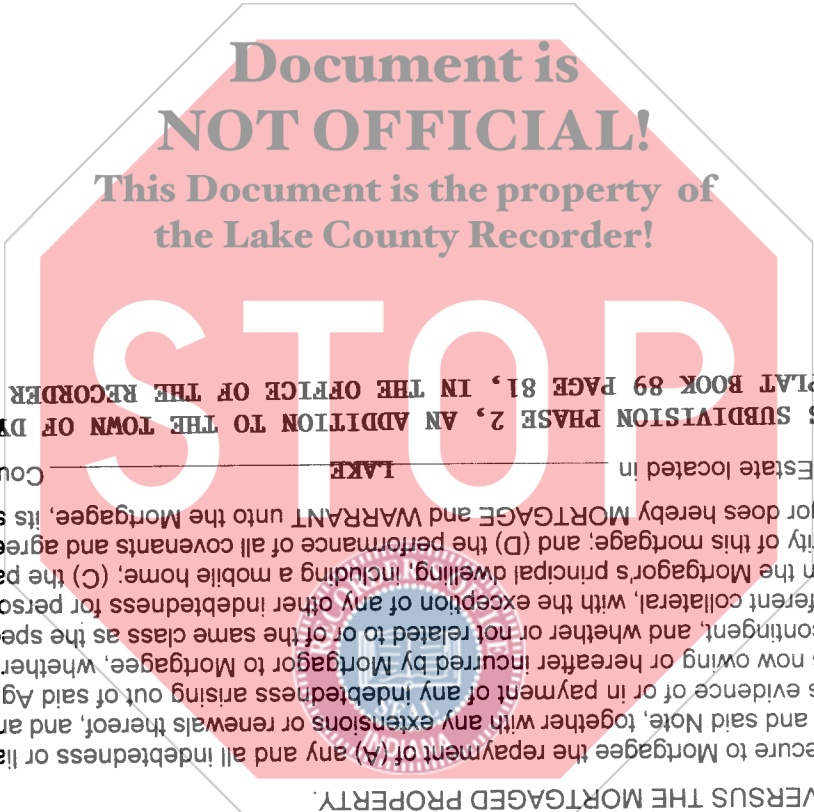 Document is
NOT OFFICIAL!
This Document is the property of
the Lake County Recorder!
STOP
VERSUS THE MORTGAGED PROPERTY.
ecure to Mortgagee the repayment of (A) any and all indebtedness or lia
and said Note, together with any extensions or renewals thereof, and an
s evidence of or in payment of any indebtedness arising out of said Ag
s now owing or hereafter incurred by Mortgagor to Mortgagee, whether
contingent, and whether or not related to or of the same class as the spec
fferent collateral, with the exception of any other indebtedness for perso
n the Mortgagor's principal dwelling, including a mobile home; (C) the pa
ity of this mortgage; and (D) the performance of all covenants and agree
gor does hereby MORTGAGE and WARRANT unto the Mortgagee, its s
Estate located in LAKE Cou
S SUBDIVISION PHASE 2, AN ADDITION TO THE TOWN OF DY
PLAT BOOK 89 PAGE 81, IN THE OFFICE OF THE RECORDER
SEAL
INDIANA